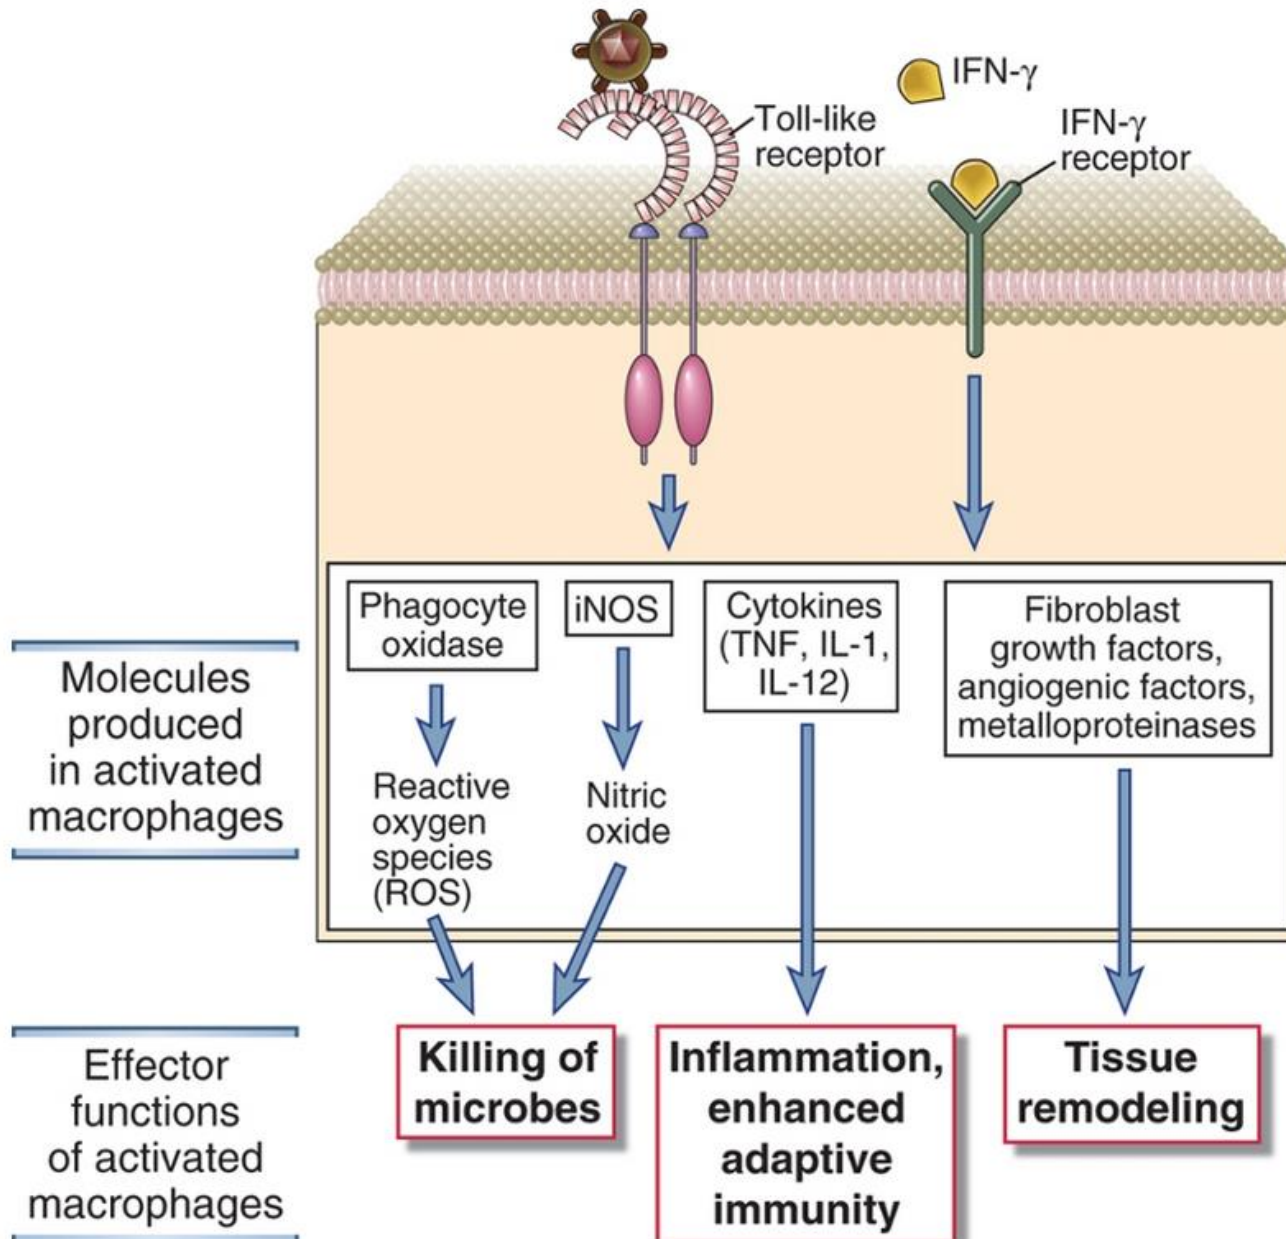 IFN-γ
Toll-like
receptor
IFN-γ
receptor
Phagocyte
oxidase
iNOS
Cytokines
(TNF, IL-1,
IL-12)
Fibroblast
growth factors,
angiogenic factors,
metalloproteinases
Molecules
produced
in activated
macrophages
Reactive
oxygen
species
(ROS)
Nitric
oxide
Effector
functions
of activated
macrophages
Killing of
microbes
Inflammation,
enhanced
adaptive
immunity
Tissue
remodeling